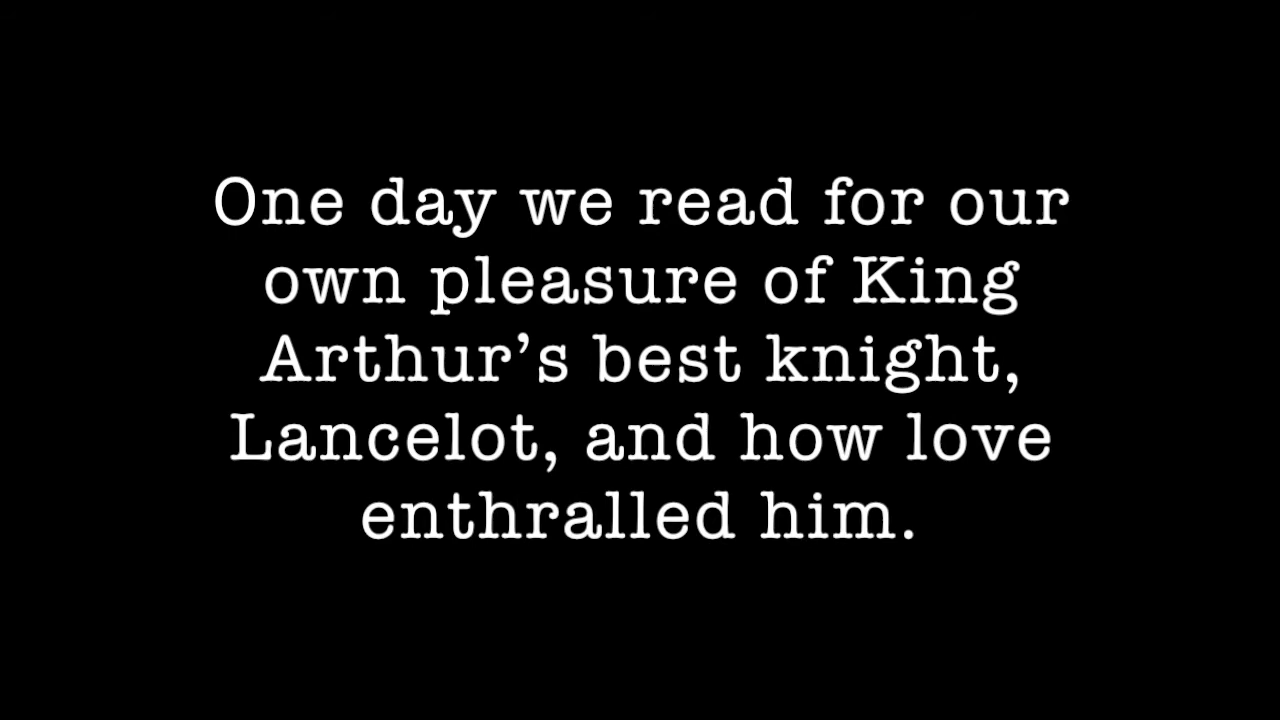 One day we read for our
own pleasure of King
Arthur’s best knight,
Lancelot, and how love
enthralled him.